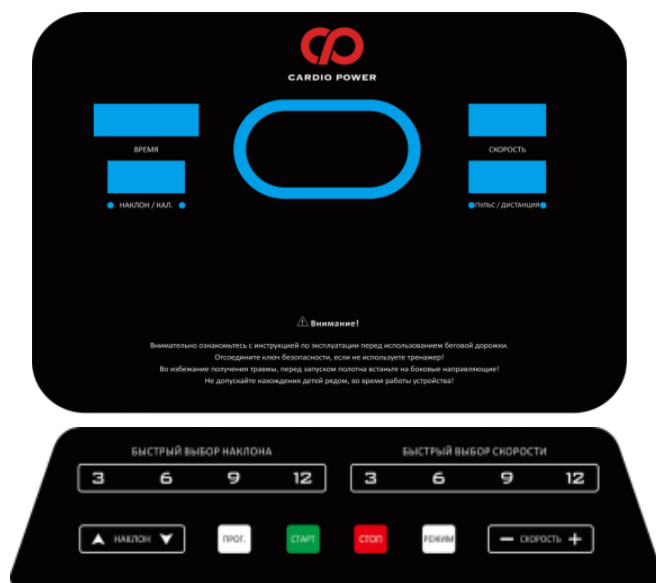 CARDIO POWER
ВРЕМЯ
СКОРОСТЬ
НАКЛОН / КАЛ.
ПУЛЬС / ДИСТАНЦИЯ
Внимание!
Внимательно ознакомьтесь с инструкцией по эксплуатации перед использованием беговой дорожки.
Отсоедините ключ безопасности, если не используете тренажер!
Во избежание получения травмы, перед запуском полотна встаньте на боковые направляющие!
Не допускайте нахождения детей рядом, во время работы устройства!
БЫСТРЫЙ ВЫБОР НАКЛОНА
3 6 9 12
БЫСТРЫЙ ВЫБОР СКОРОСТИ
3 6 9 12
НАКЛОН
ПРОГ.
СТАРТ
СТОП
РЕЖИМ
− СКОРОСТЬ +